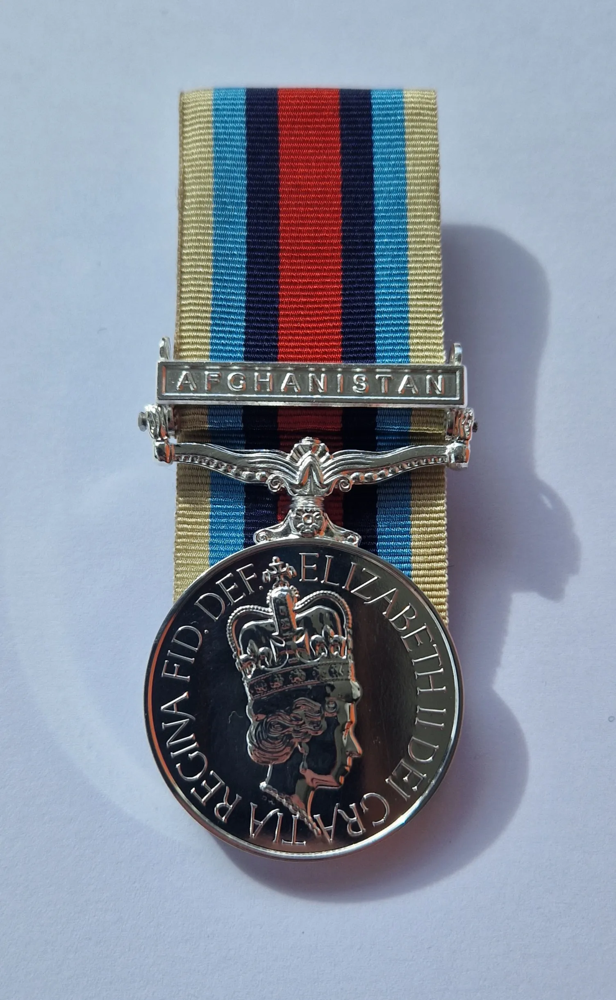 AFGHANISTAN
ELIZABETH II DEI GRATIA REGINA FID. DEF.